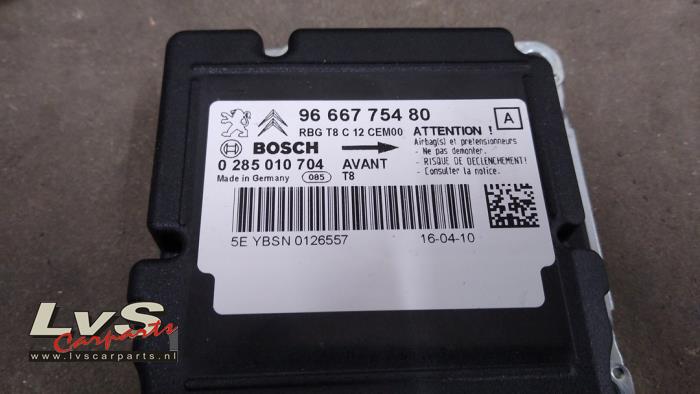 96 667 754 80
RBG T8 C 12 CEM00
A
ATTENTION !
Airbag(s) et pretensionneurs
- Ne pas demonter.
- RISQUE DE DECLENCHEMENT!
- Consulter la notice.
BOSCH
0 285 010 704
AVANT
Made in Germany
085
T8
5E YBSN 0126557
16-04-10
LvS
Carparts
www.lvscarparts.nl